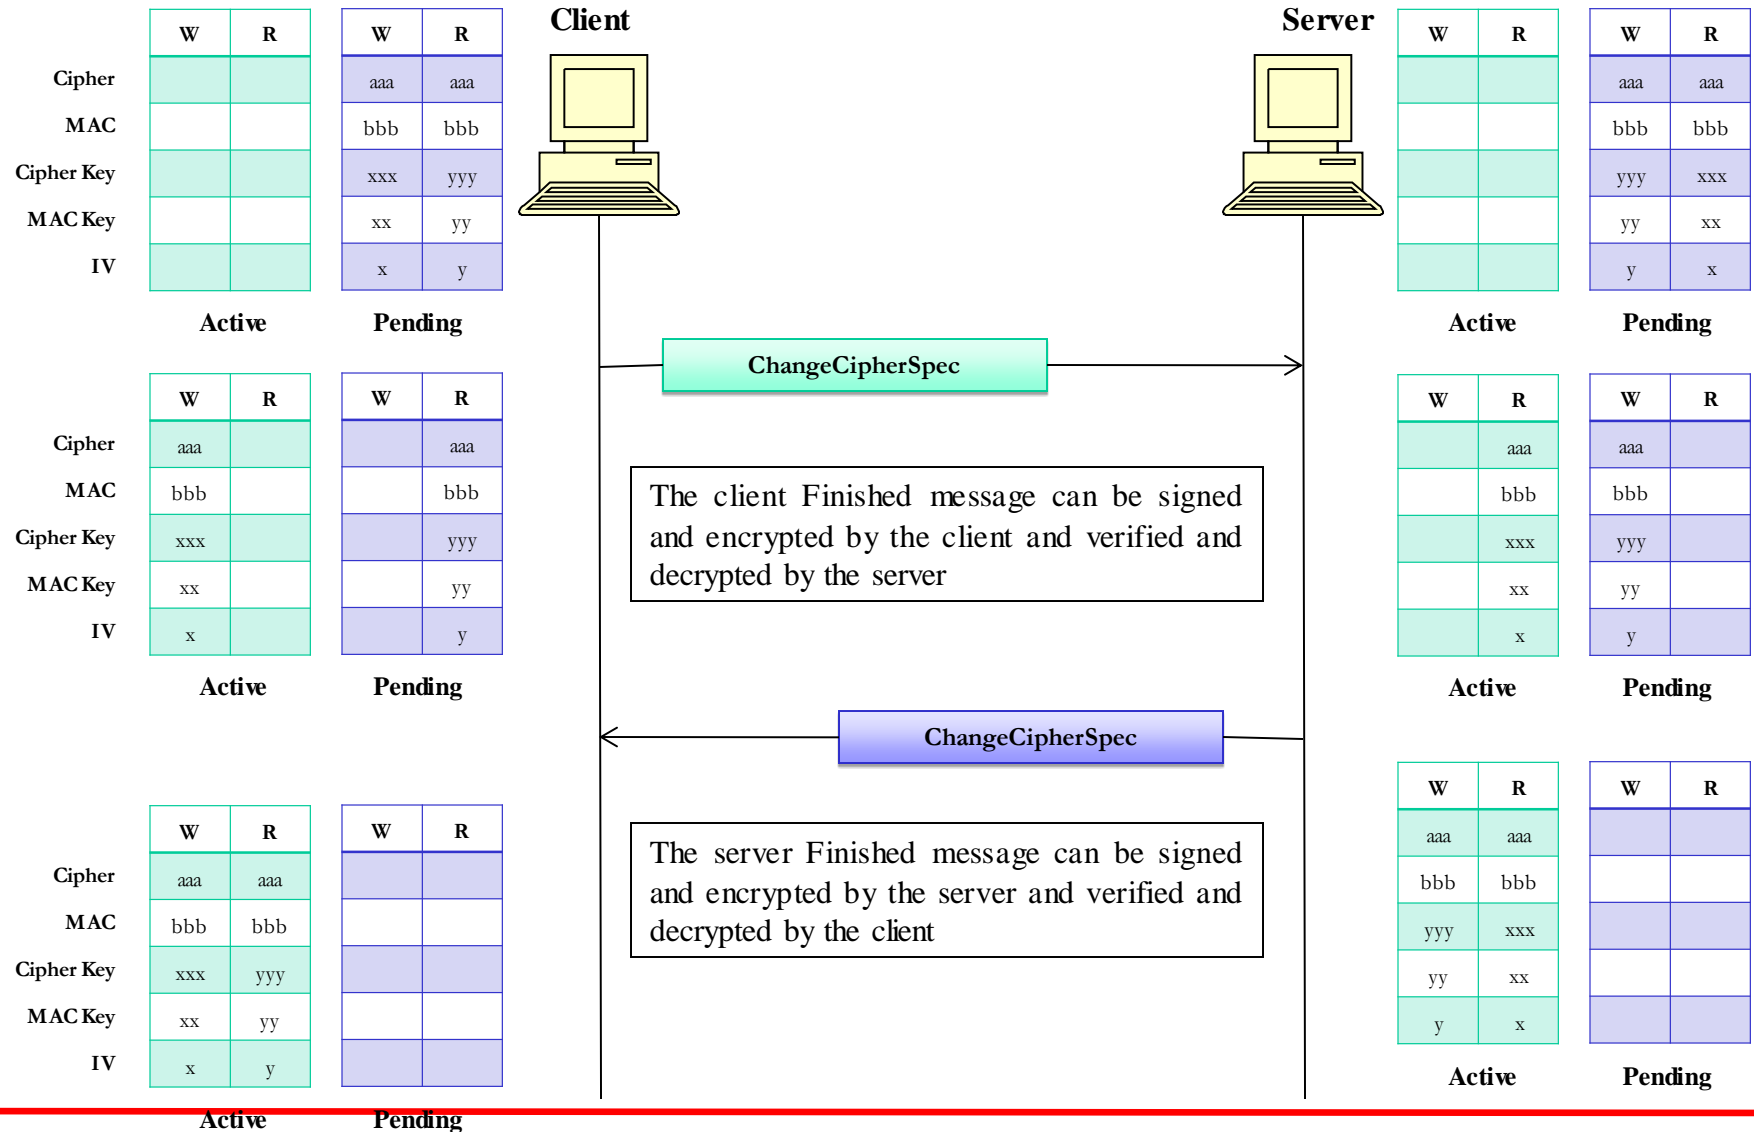 Client Server
W R W R W R W R
Cipher aaa aaa aaa aaa
MAC bbb bbb bbb bbb
Cipher Key xxx yyy yyy xxx
MAC Key xx yy yy xx
IV x y y x
Active Pending Active Pending
ChangeCipherSpec
W R W R W R W R
Cipher aaa aaa aaa aaa
MAC bbb bbb bbb bbb
Cipher Key xxx yyy xxx yyy
MAC Key xx yy xx yy
IV x y x y
The client Finished message can be signed
and encrypted by the client and verified and
decrypted by the server
Active Pending Active Pending
ChangeCipherSpec
W R W R W R W R
Cipher aaa aaa aaa aaa
MAC bbb bbb bbb bbb
Cipher Key xxx yyy yyy xxx
MAC Key xx yy yy xx
IV x y y x
The server Finished message can be signed
and encrypted by the server and verified and
decrypted by the client
Active Pending Active Pending